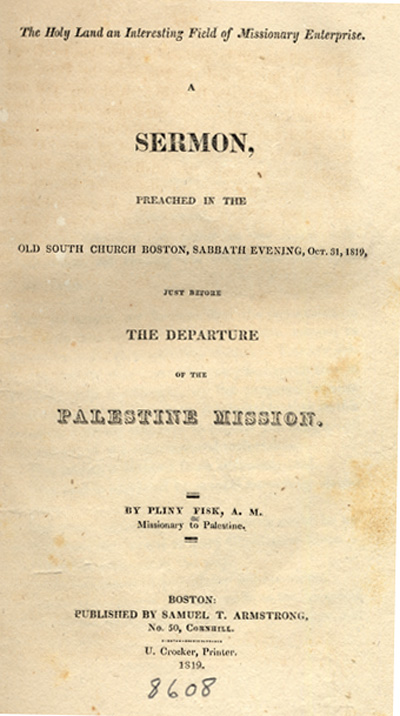 The Holy Land an Interesting Field of Missionary Enterprise.
A
SERMON,
PREACHED IN THE
OLD SOUTH CHURCH BOSTON, SABBATH EVENING, Oct. 31, 1819,
JUST BEFORE
THE DEPARTURE
OF THE
PALESTINE MISSION.
BY PLINY FISK, A. M.
Missionary to Palestine.
BOSTON:
PUBLISHED BY SAMUEL T. ARMSTRONG,
No. 50, Cornhill.
U. Crocker, Printer.
1819.
8608